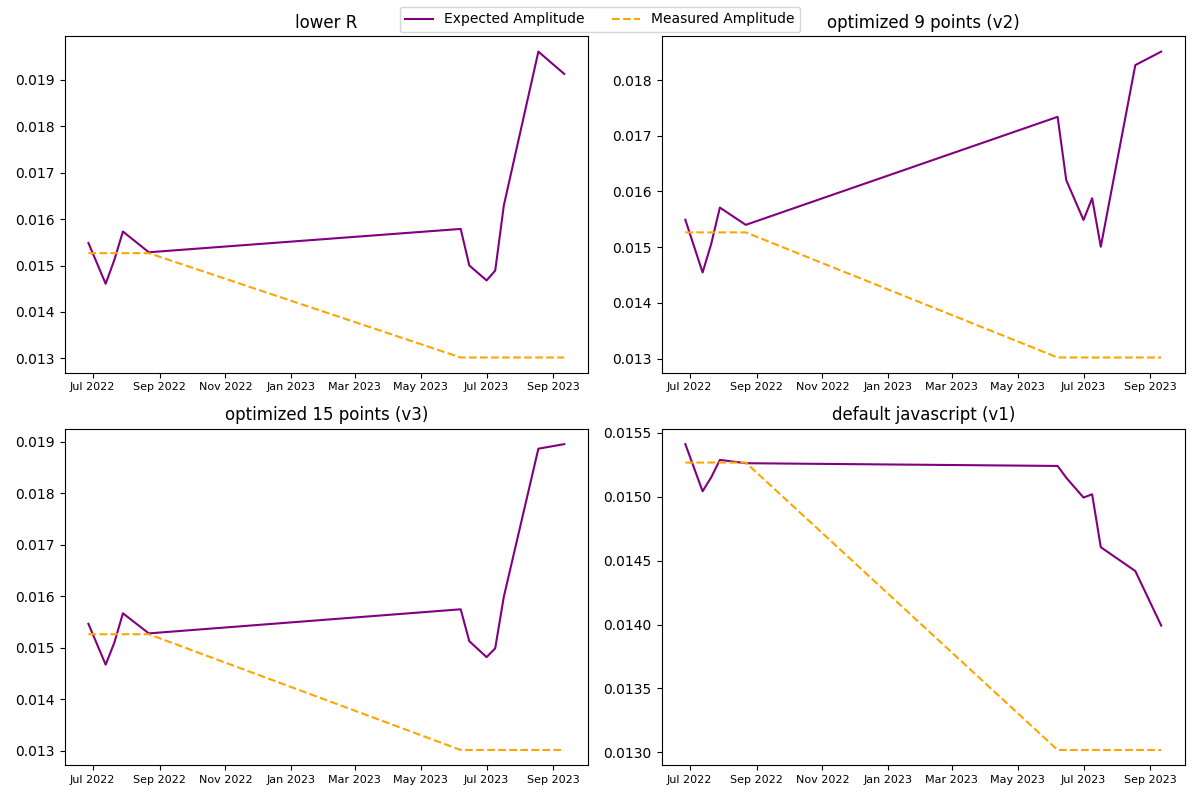 Expected Amplitude Measured Amplitude
lower R
0.019
0.018
0.017
0.016
0.015
0.014
0.013
Jul 2022 Sep 2022 Nov 2022 Jan 2023 Mar 2023 May 2023 Jul 2023 Sep 2023
optimized 9 points (v2)
0.018
0.017
0.016
0.015
0.014
0.013
Jul 2022 Sep 2022 Nov 2022 Jan 2023 Mar 2023 May 2023 Jul 2023 Sep 2023
optimized 15 points (v3)
0.019
0.018
0.017
0.016
0.015
0.014
0.013
Jul 2022 Sep 2022 Nov 2022 Jan 2023 Mar 2023 May 2023 Jul 2023 Sep 2023
default javascript (v1)
0.0155
0.0150
0.0145
0.0140
0.0135
0.0130
Jul 2022 Sep 2022 Nov 2022 Jan 2023 Mar 2023 May 2023 Jul 2023 Sep 2023